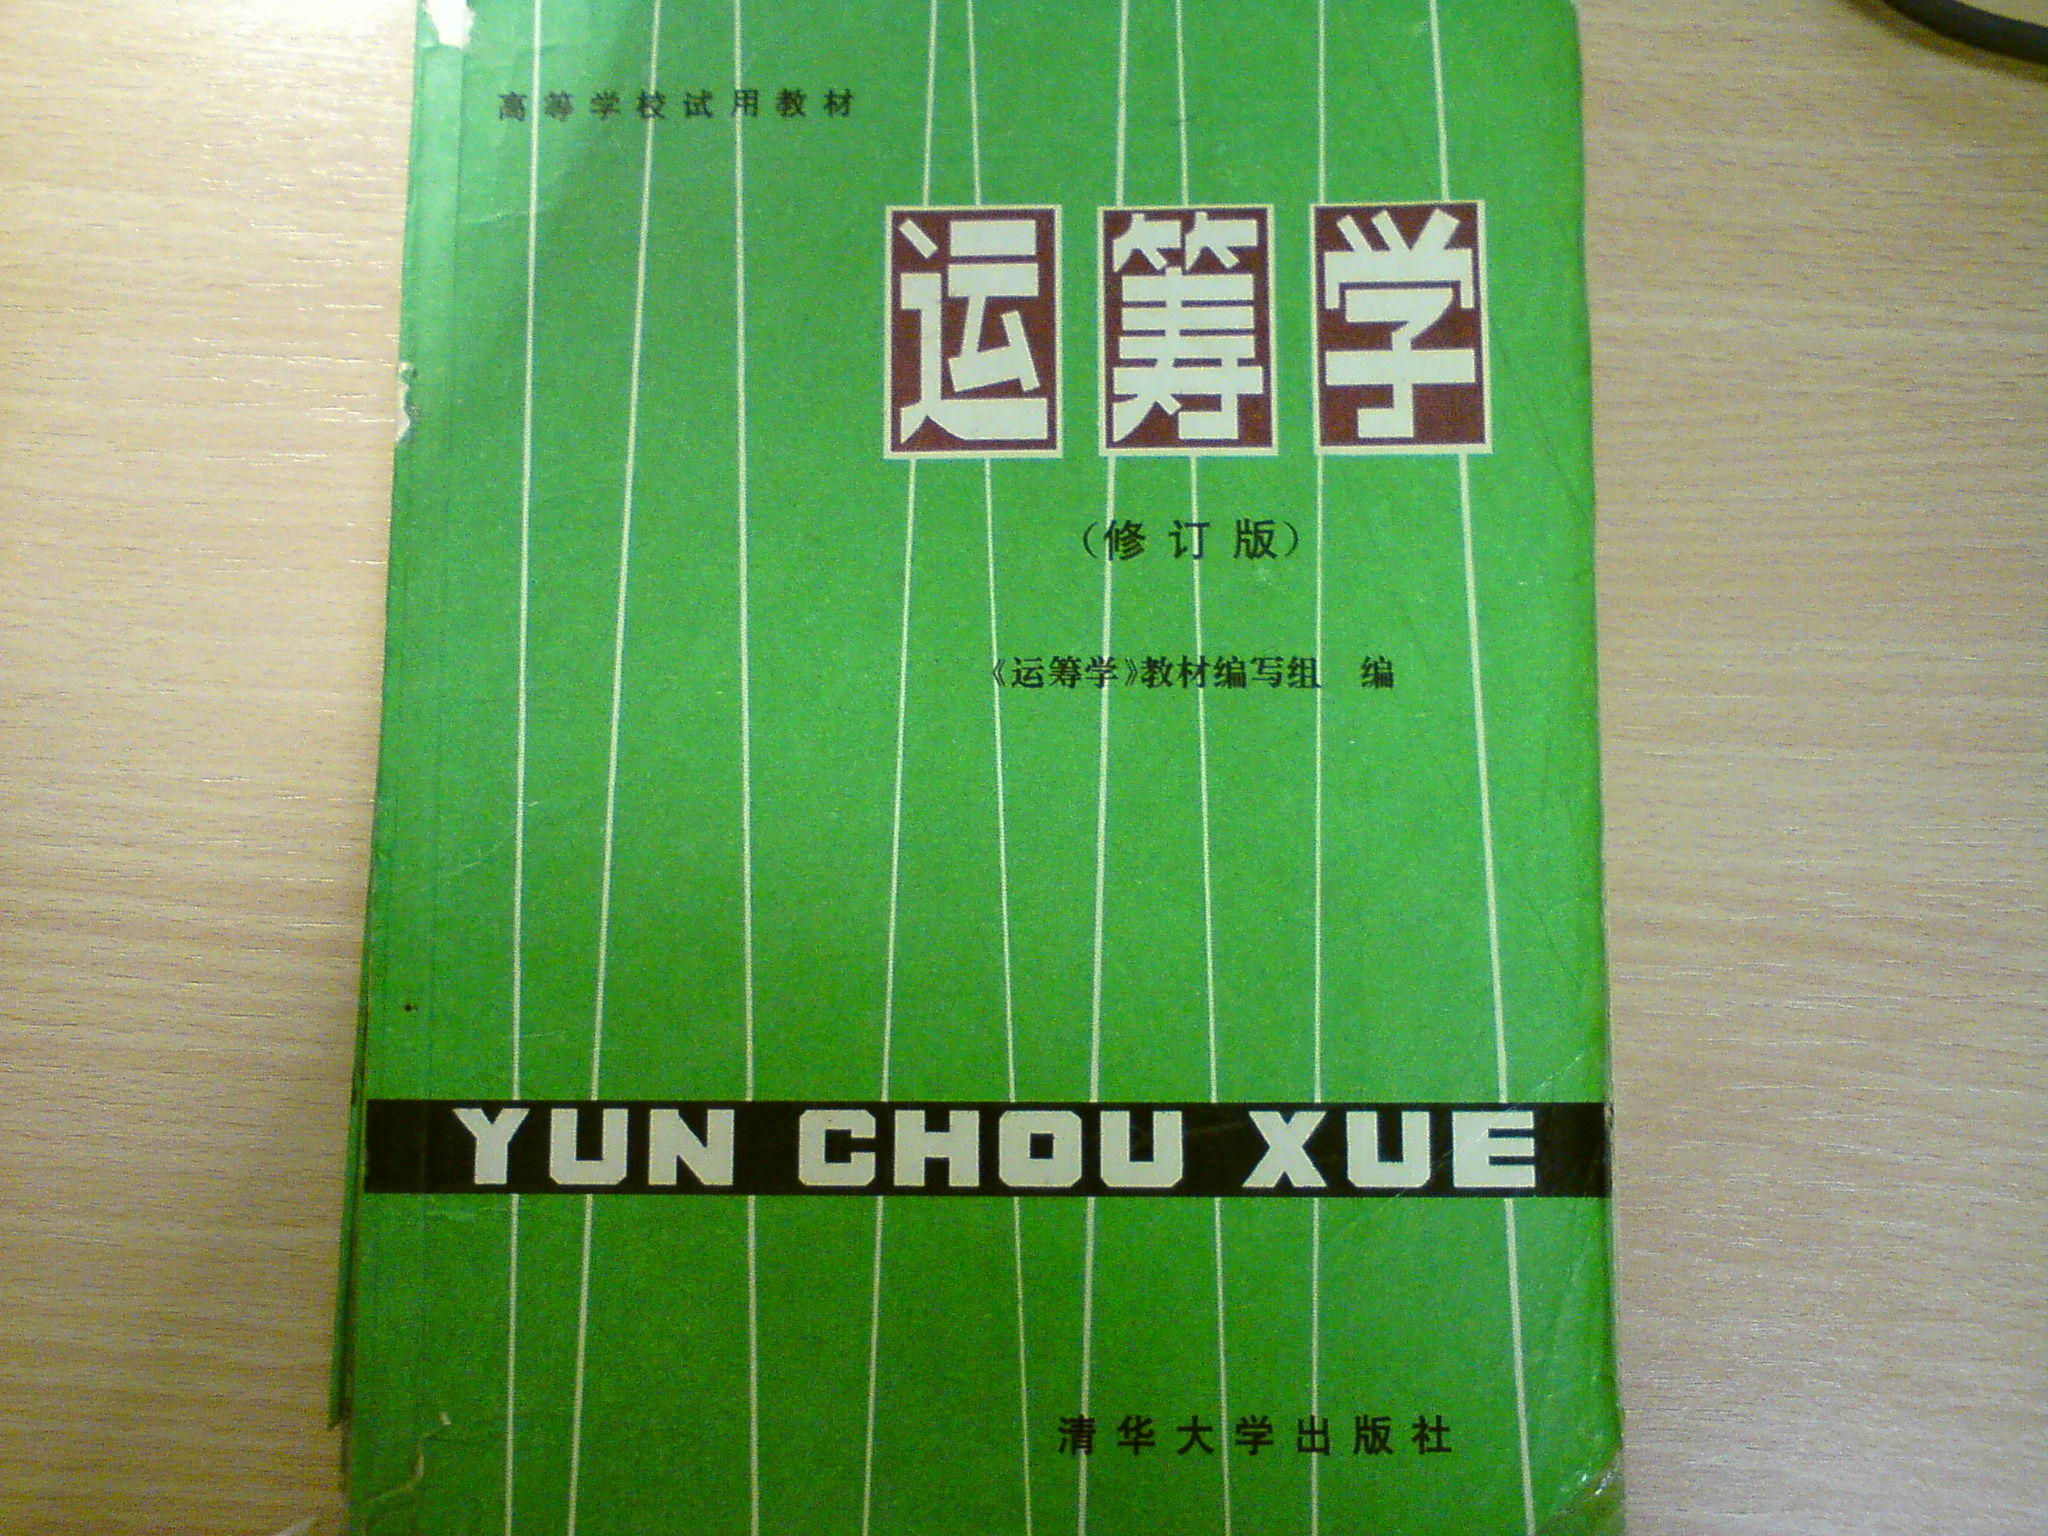 高等学校试用教材
运筹学
（修订版）
《运筹学》教材编写组 编
YUN CHOU XUE
清华大学出版社